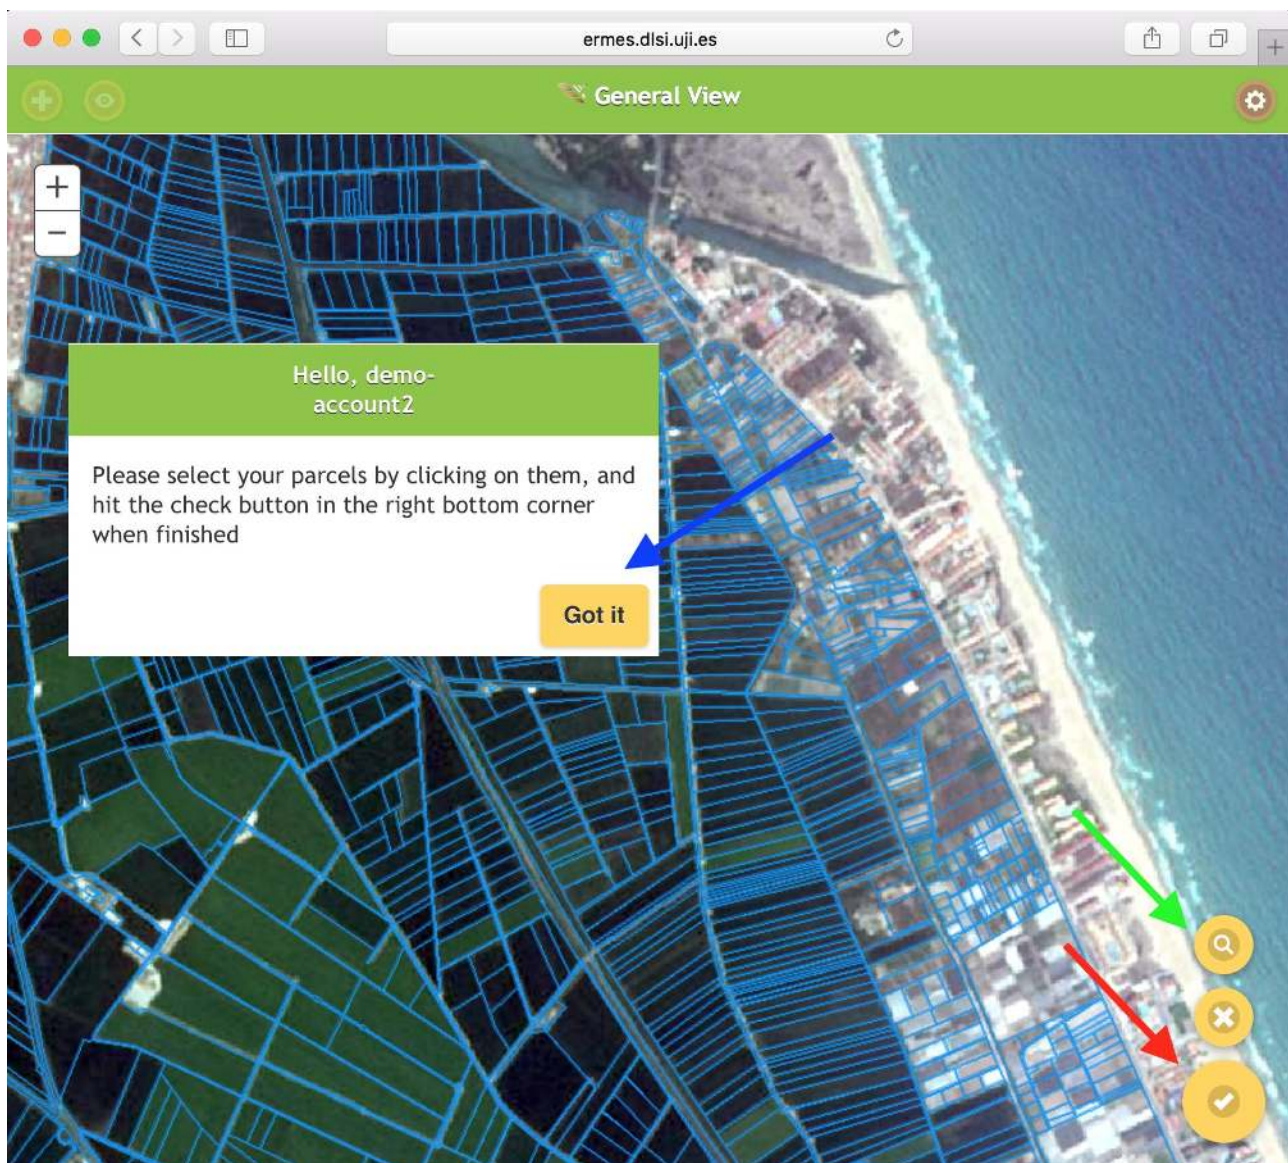 ermes.dlsi.uji.es
General View
+
−
Hello, demo-
account2
Please select your parcels by clicking on them, and
hit the check button in the right bottom corner
when finished
Got it